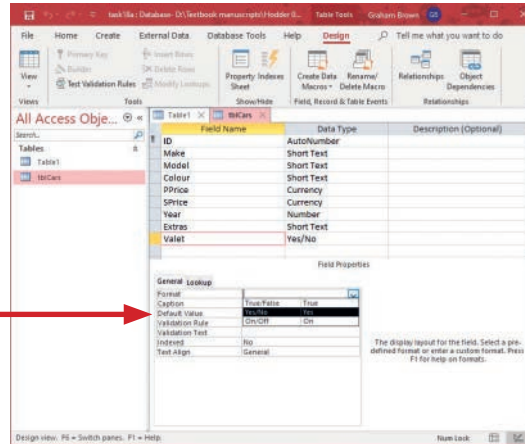 task1lla : Database- D:\Textbook manuscripts\Hodder 0... Table Tools Graham Brown GB
File Home Create External Data Database Tools Help Design Tell me what you want to do
View
Primary Key
Builder
Test Validation Rules
Insert Rows
Delete Rows
Modify Lookups
Property Sheet
Indexes
Create Data Macros
Rename/ Delete Macro
Relationships
Object Dependencies
Views Tools Show/Hide Field, Record & Table Events Relationships
All Access Obje...
Search...
Tables
Table1
tblCars
Table1 tblCars
Field Name Data Type Description (Optional)
ID AutoNumber
Make Short Text
Model Short Text
Colour Short Text
PPrice Currency
SPrice Currency
Year Number
Extras Short Text
Valet Yes/No
Field Properties
General Lookup
Format
Caption True/False True
Default Value Yes/No Yes
Validation Rule On/Off On
Validation Text
Indexed No
Text Align General
The display layout for the field. Select a pre-
defined format or enter a custom format. Press
F1 for help on formats.
Design view. F6 = Switch panes. F1 = Help. Num Lock